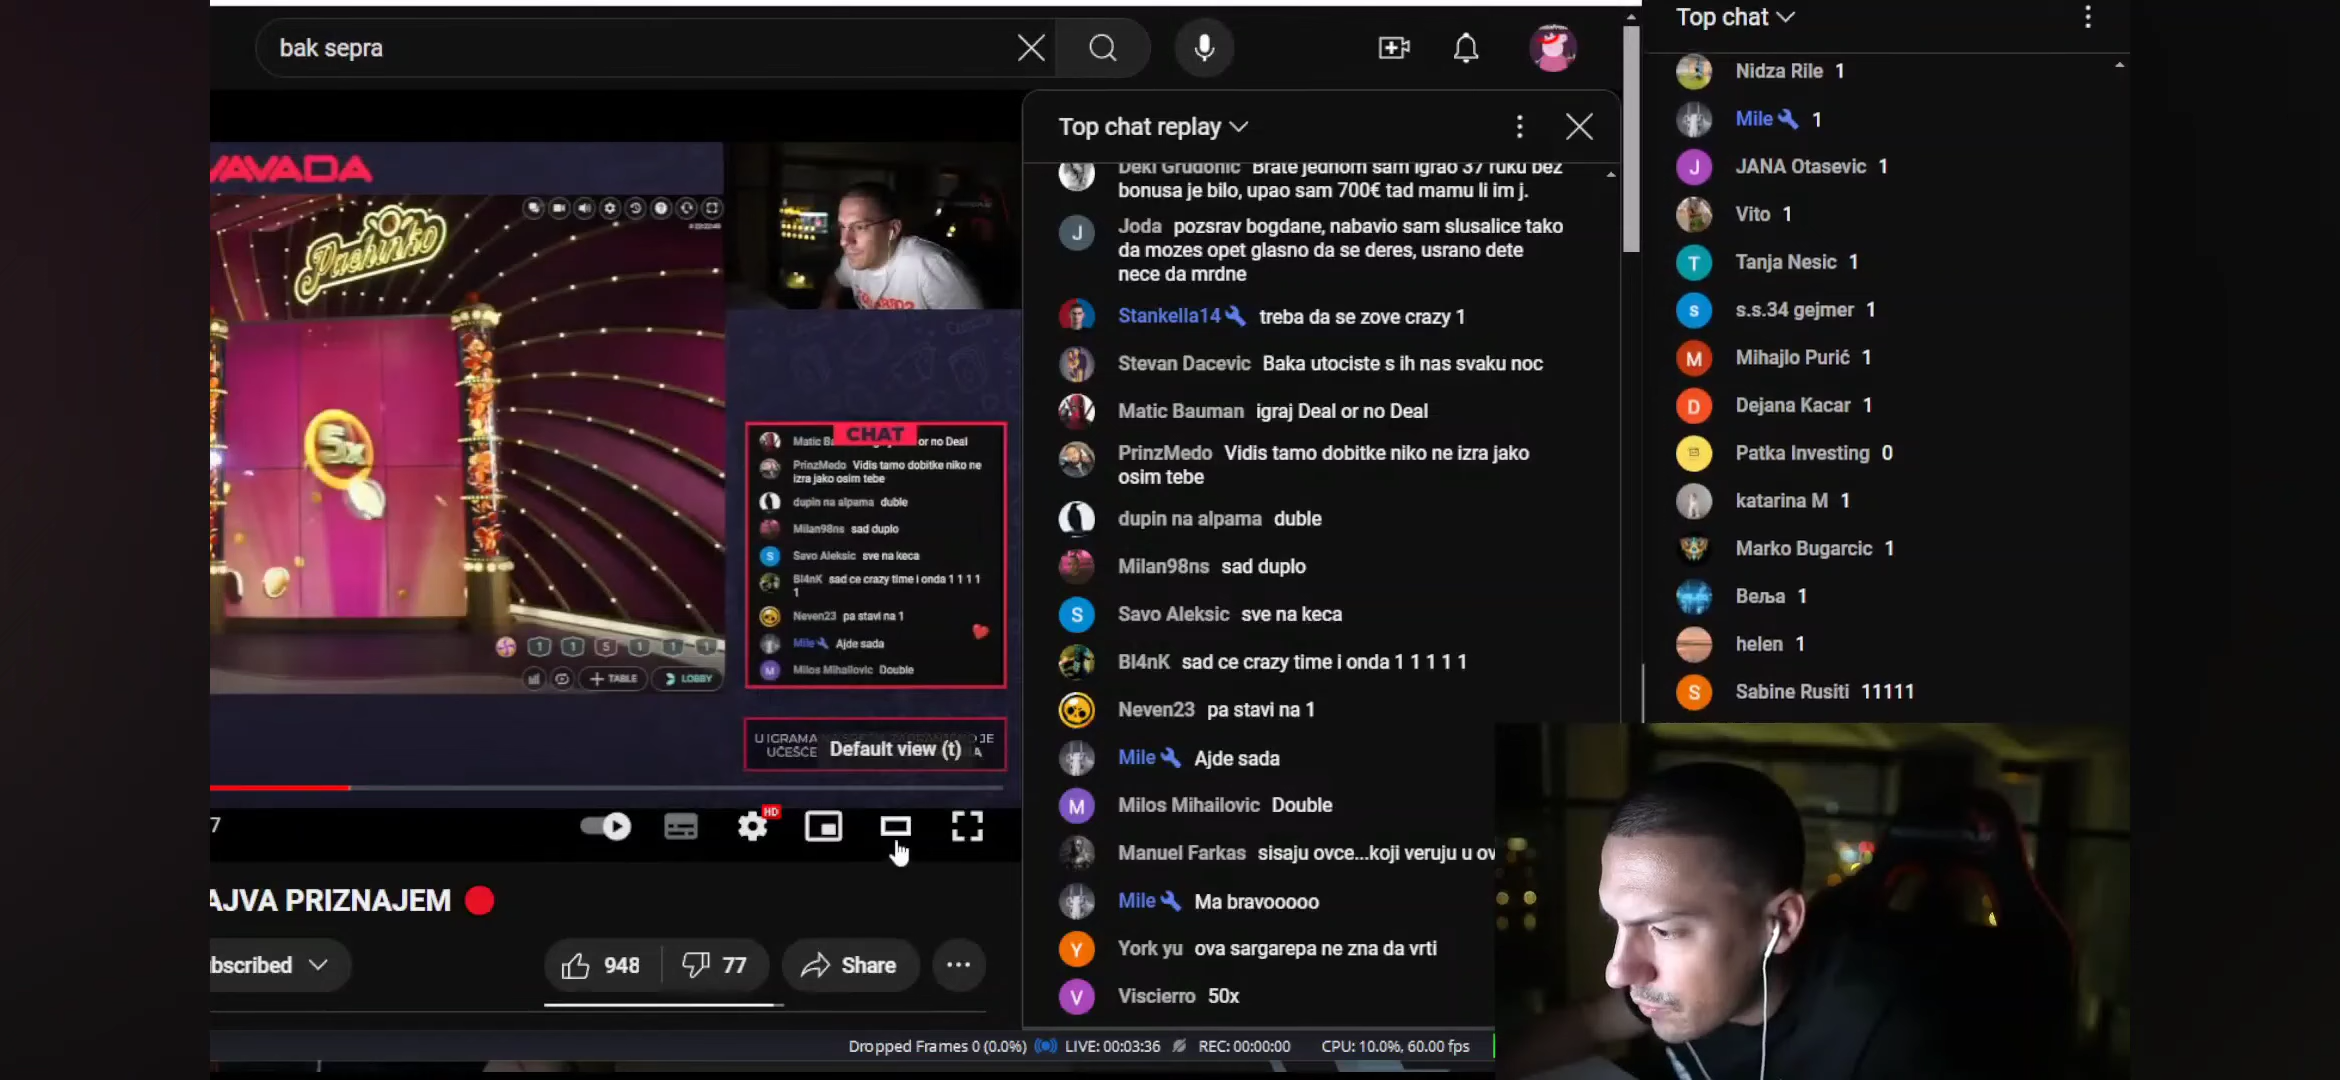 bak sepra
VAVADA
Pachinko
5x
1 1 5 1 1 1
+ TABLE
LOBBY
CHAT
Matic Ba or no Deal
PrinzMedo Vidis tamo dobitke niko ne
izra jako osim tebe
dupin na alpama duble
Milan98ns sad duplo
S Savo Aleksic sve na keca
Bl4nK sad ce crazy time i onda 1 1 1 1
1
Neven23 pa stavi na 1
Mile Ajde sada
M Milos Mihailovic Double
U IGRAMA JE
UČEŠĆE A
Default view (t)
7
HD
AJVA PRIZNAJEM
bscribed
948
77
Share
Top chat replay
Deki Grudonic Brate jednom sam igrao 37 ruku bez
bonusa je bilo, upao sam 700€ tad mamu li im j.
J Joda pozsrav bogdane, nabavio sam slusalice tako
da mozes opet glasno da se deres, usrano dete
nece da mrdne
Stankella14 treba da se zove crazy 1
Stevan Dacevic Baka utociste s ih nas svaku noc
Matic Bauman igraj Deal or no Deal
PrinzMedo Vidis tamo dobitke niko ne izra jako
osim tebe
dupin na alpama duble
Milan98ns sad duplo
S Savo Aleksic sve na keca
Bl4nK sad ce crazy time i onda 1 1 1 1 1
Neven23 pa stavi na 1
Mile Ajde sada
M Milos Mihailovic Double
Manuel Farkas sisaju ovce...koji veruju u ov
Mile Ma bravooooo
Y York yu ova sargarepa ne zna da vrti
V Viscierro 50x
Dropped Frames 0 (0.0%) LIVE: 00:03:36 REC: 00:00:00 CPU: 10.0%, 60.00 fps
Top chat
Nidza Rile 1
Mile 1
J JANA Otasevic 1
Vito 1
T Tanja Nesic 1
s s.s.34 gejmer 1
M Mihajlo Purić 1
D Dejana Kacar 1
Patka Investing 0
katarina M 1
Marko Bugarcic 1
Веља 1
helen 1
S Sabine Rusiti 11111